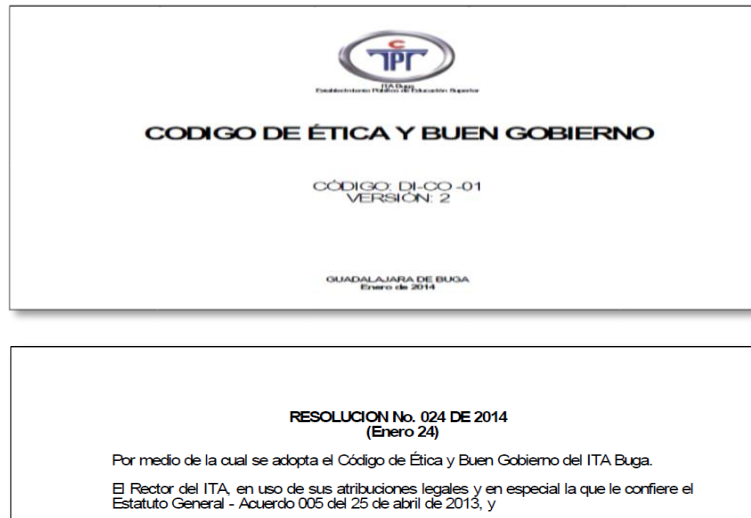 C
TPT
ITA Buga
Establecimiento Público de Educación Superior
CODIGO DE ÉTICA Y BUEN GOBIERNO
CÓDIGO: DI-CO -01
VERSIÓN: 2
GUADALAJARA DE BUGA
Enero de 2014
RESOLUCION No. 024 DE 2014
(Enero 24)
Por medio de la cual se adopta el Código de Ética y Buen Gobierno del ITA Buga.
El Rector del ITA, en uso de sus atribuciones legales y en especial la que le confiere el
Estatuto General - Acuerdo 005 del 25 de abril de 2013, y